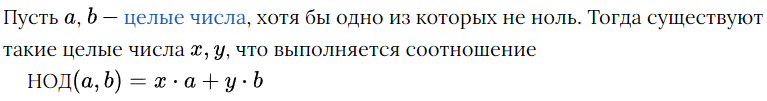 Пусть a, b — целые числа, хотя бы одно из которых не ноль. Тогда существуют
такие целые числа x, y, что выполняется соотношение
НОД(a, b) = x · a + y · b